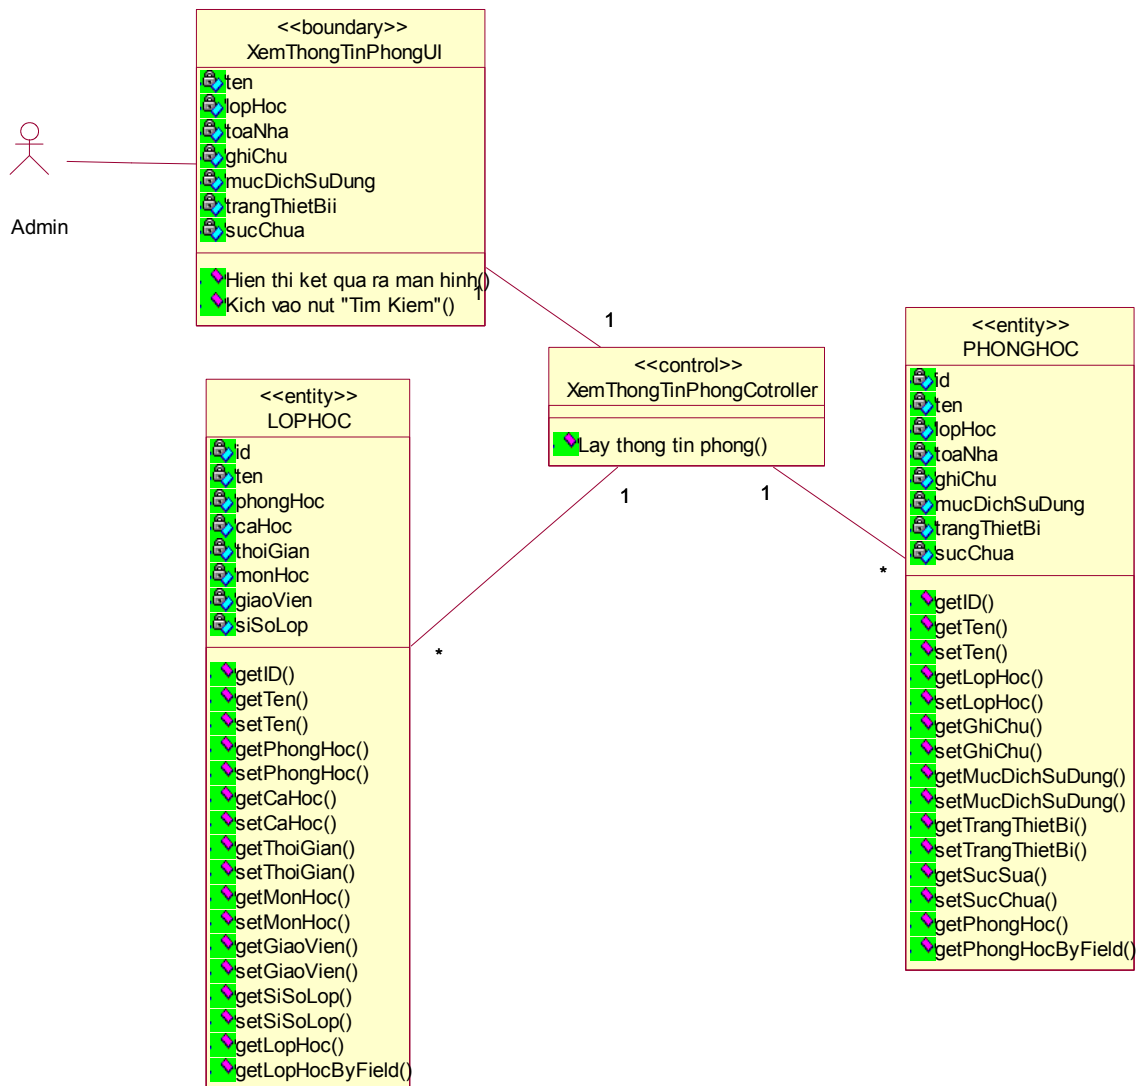 <<boundary>>
XemThongTinPhongUI
ten
lopHoc
toaNha
ghiChu
mucDichSuDung
trangThietBii
sucChua
Hien thi ket qua ra man hinh()
Kich vao nut "Tim Kiem"()
Admin
1
1
<<control>>
XemThongTinPhongCotroller
Lay thong tin phong()
1
1
*
*
<<entity>>
LOPHOC
id
ten
phongHoc
caHoc
thoiGian
monHoc
giaoVien
siSoLop
getID()
getTen()
setTen()
getPhongHoc()
setPhongHoc()
getCaHoc()
setCaHoc()
getThoiGian()
setThoiGian()
getMonHoc()
setMonHoc()
getGiaoVien()
setGiaoVien()
getSiSoLop()
setSiSoLop()
getLopHoc()
getLopHocByField()
<<entity>>
PHONGHOC
id
ten
lopHoc
toaNha
ghiChu
mucDichSuDung
trangThietBi
sucChua
getID()
getTen()
setTen()
getLopHoc()
setLopHoc()
getGhiChu()
setGhiChu()
getMucDichSuDung()
setMucDichSuDung()
getTrangThietBi()
setTrangThietBi()
getSucSua()
setSucChua()
getPhongHoc()
getPhongHocByField()